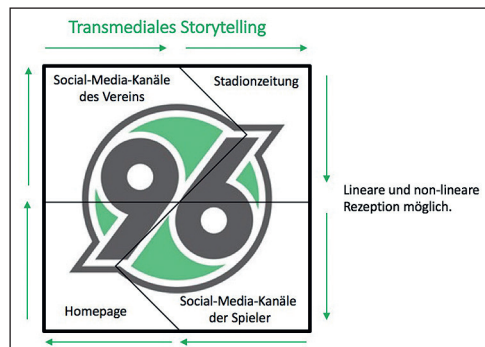 Transmediales Storytelling
Social-Media-Kanäle
des Vereins
Stadionzeitung
96
Lineare und non-lineare
Rezeption möglich.
Homepage
Social-Media-Kanäle
der Spieler